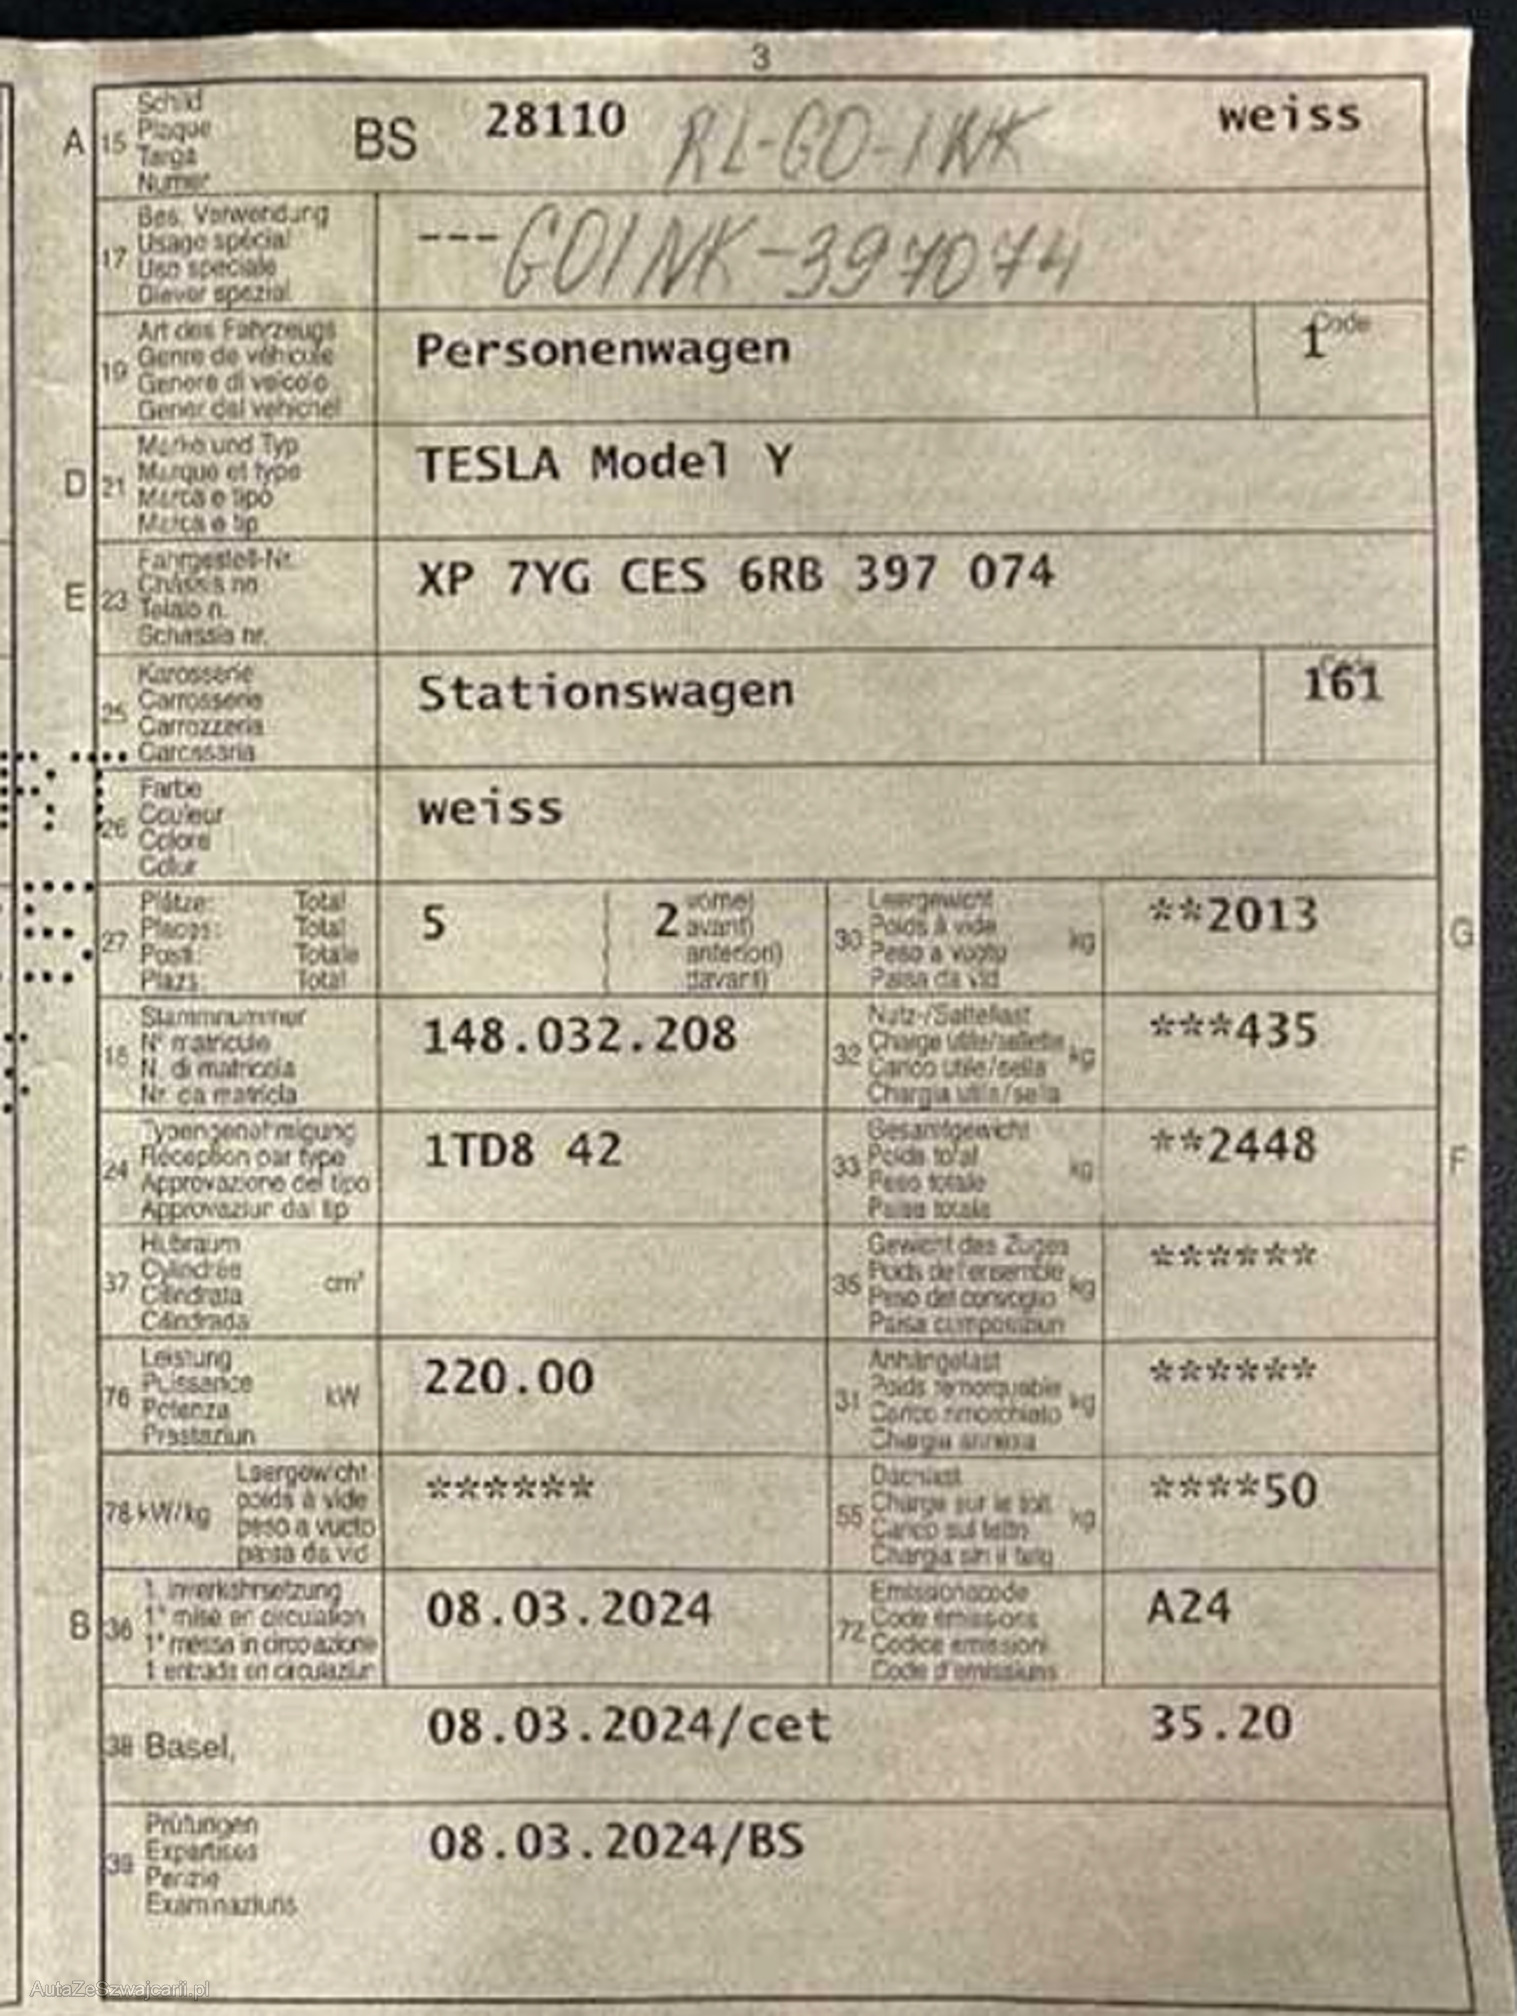 3
A 15 Schild
Plaque
Targa
Numer
BS 28110 RL-GO-INK weiss
17 Bes. Verwendung
Usage spécial
Uso speciale
Diever spezial
---GOINK-397074
19 Art des Fahrzeugs
Genre de véhicule
Genere di veicolo
Gener dal vehichel
Personenwagen
Code
1
D 21 Marke und Typ
Marque et type
Marca e tipo
Marca e tip
TESLA Model Y
E 23 Fahrgestell-Nr.
Châssis no
Telaio n.
Schassis nr.
XP 7YG CES 6RB 397 074
25 Karosserie
Carrosserie
Carrozzeria
Carossaria
Stationswagen
Code
161
26 Farbe
Couleur
Colore
Colur
weiss
27 Plätze: Total
Places: Total
Posti: Totale
Plazs: Total
5
2 vorne)
avant)
anteriori)
davant)
30 Leergewicht
Poids à vide
Peso a vuoto
Paisa da vid
kg
**2013
G
18 Stammnummer
N° matricule
N. di matricola
Nr. da matricla
148.032.208
32 Nutz-/Sattellast
Charge utile/sellette
Carico utile/sella
Chargia utila/sella
kg
***435
24 Typengenehmigung
Réception par type
Approvazione del tipo
Approvaziun dal tip
1TD8 42
33 Gesamtgewicht
Poids total
Peso totale
Paisa totala
kg
**2448
F
37 Hubraum
Cylindrée
Cilindrata
Cilindrada
cm³
35 Gewicht des Zuges
Poids de l'ensemble
Peso del convoglio
Paisa cumposiziun
kg
******
76 Leistung
Puissance
Potenza
Prestaziun
kW
220.00
31 Anhängelast
Poids remorquable
Carico rimorchiato
Chargia annexa
kg
******
78 kW/kg Leergewicht
poids à vide
peso a vuoto
paisa da vid
******
55 Dachlast
Charge sur le toit
Carico sul tetto
Chargia sin il tetg
kg
****50
B 36 1. Inverkehrsetzung
1° mise en circulation
1° messa in circolazione
1. entrada en circulaziun
08.03.2024
72 Emissionscode
Code émissions
Codice emissioni
Code d'emissiuns
A24
38 Basel, 08.03.2024/cet 35.20
39 Prüfungen
Expertises
Perizie
Examinaziuns
08.03.2024/BS
AutaZeSzwajcarii.pl